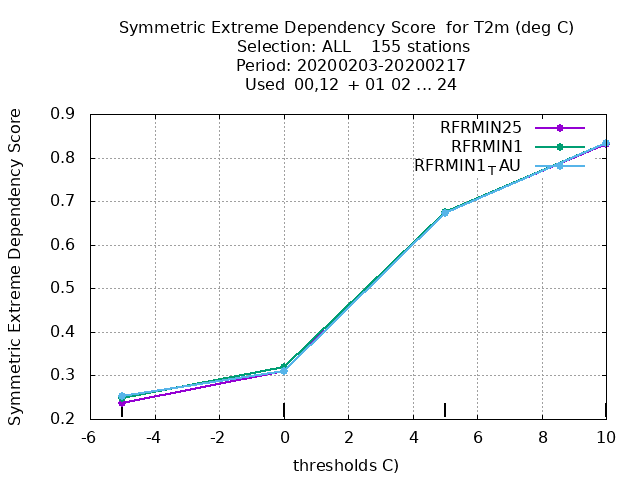 Symmetric Extreme Dependency Score  for T2m (deg C)
Selection: ALL    155 stations
Period: 20200203-20200217
Used  00,12  + 01 02 ... 24
Symmetric Extreme Dependency Score
0.9
0.8
0.7
0.6
0.5
0.4
0.3
0.2
RFRMIN25
RFRMIN1
RFRMIN1TAU
-6 -4 -2 0 2 4 6 8 10
thresholds C)